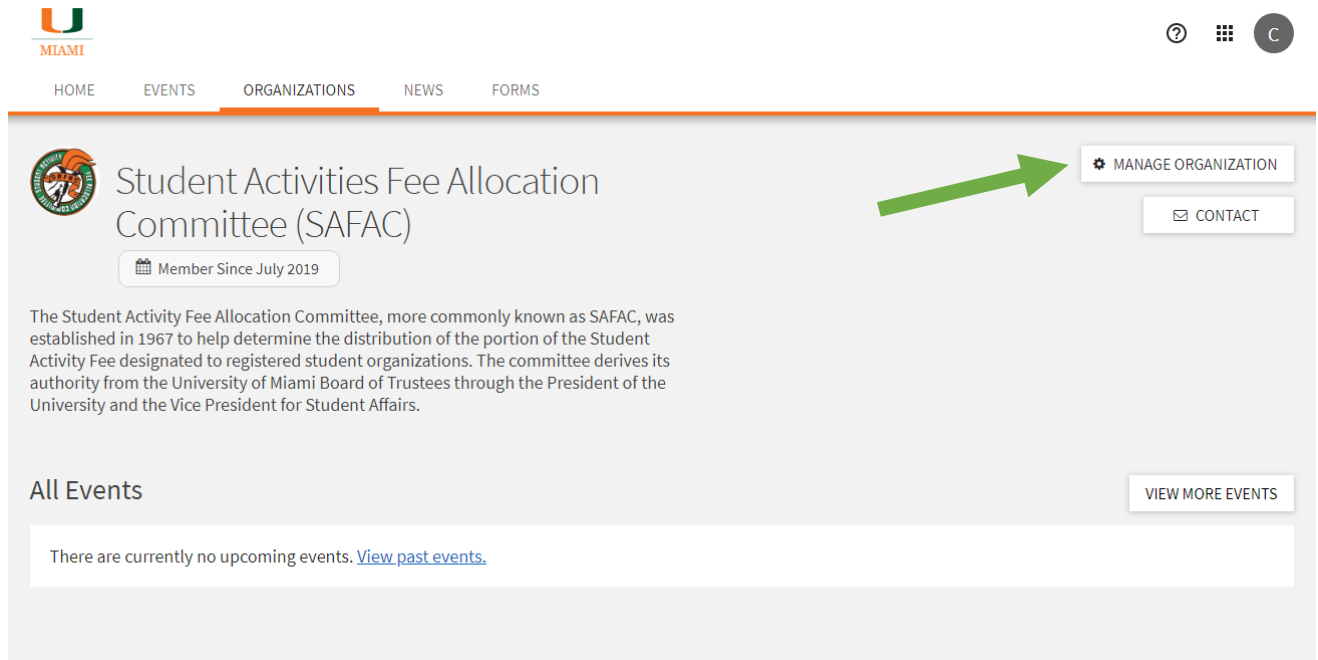 MIAMI
C
HOME EVENTS ORGANIZATIONS NEWS FORMS
Student Activities Fee Allocation
Committee (SAFAC)
MANAGE ORGANIZATION
CONTACT
Member Since July 2019
The Student Activity Fee Allocation Committee, more commonly known as SAFAC, was
established in 1967 to help determine the distribution of the portion of the Student
Activity Fee designated to registered student organizations. The committee derives its
authority from the University of Miami Board of Trustees through the President of the
University and the Vice President for Student Affairs.
All Events
VIEW MORE EVENTS
There are currently no upcoming events. View past events.